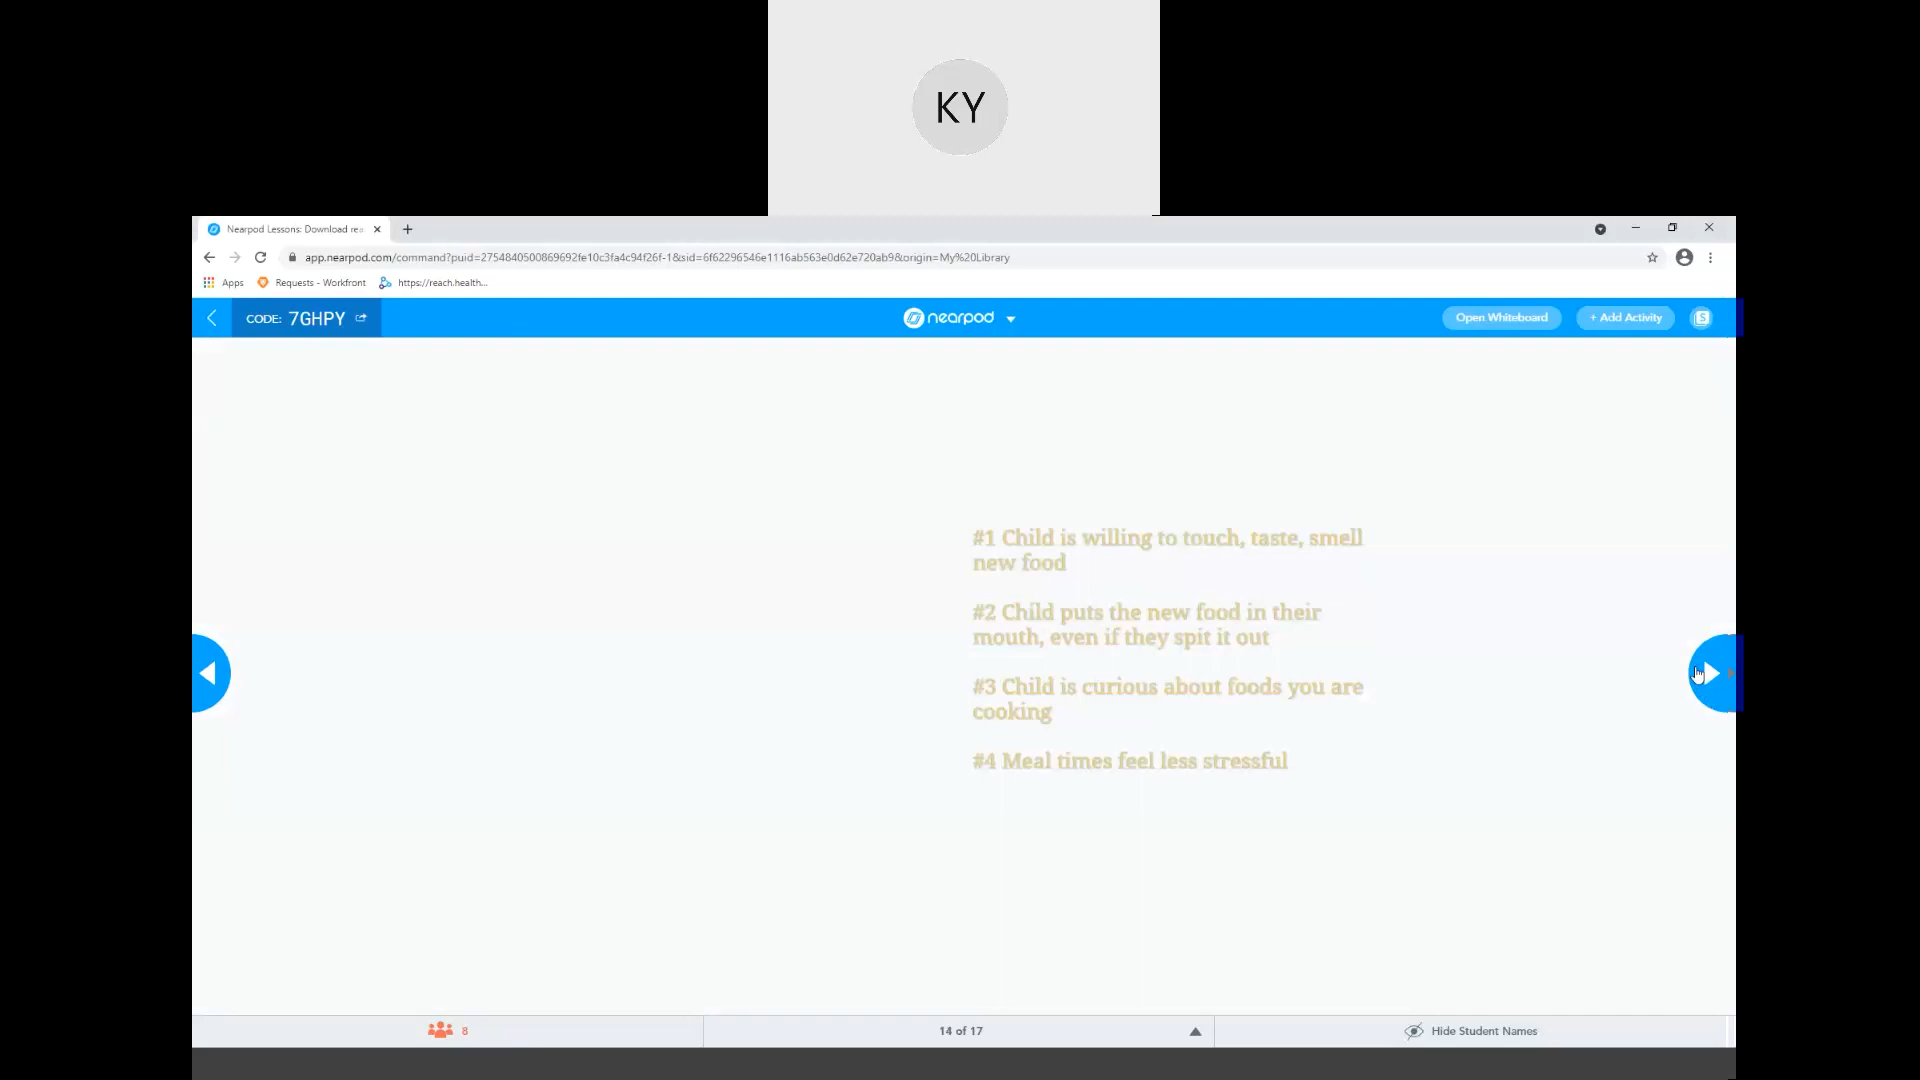 KY
Nearpod Lessons: Download rea
app.nearpod.com/command?puid=2754840500869692fe10c3fa4c94f26f-1&sid=6f62296546e1116ab563e0d62e720ab9&origin=My%20Library
Apps Requests - Workfront https://reach.health...
CODE: 7GHPY nearpod Open Whiteboard + Add Activity S
#1 Child is willing to touch, taste, smell
new food
#2 Child puts the new food in their
mouth, even if they spit it out
#3 Child is curious about foods you are
cooking
#4 Meal times feel less stressful
8 14 of 17 Hide Student Names